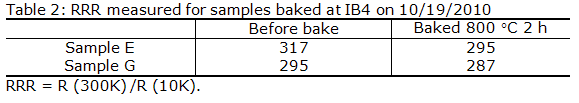 Table 2: RRR measured for samples baked at IB4 on 10/19/2010
Before bake Baked 800 °C 2 h
Sample E 317 295
Sample G 295 287
RRR = R (300K)/R (10K).